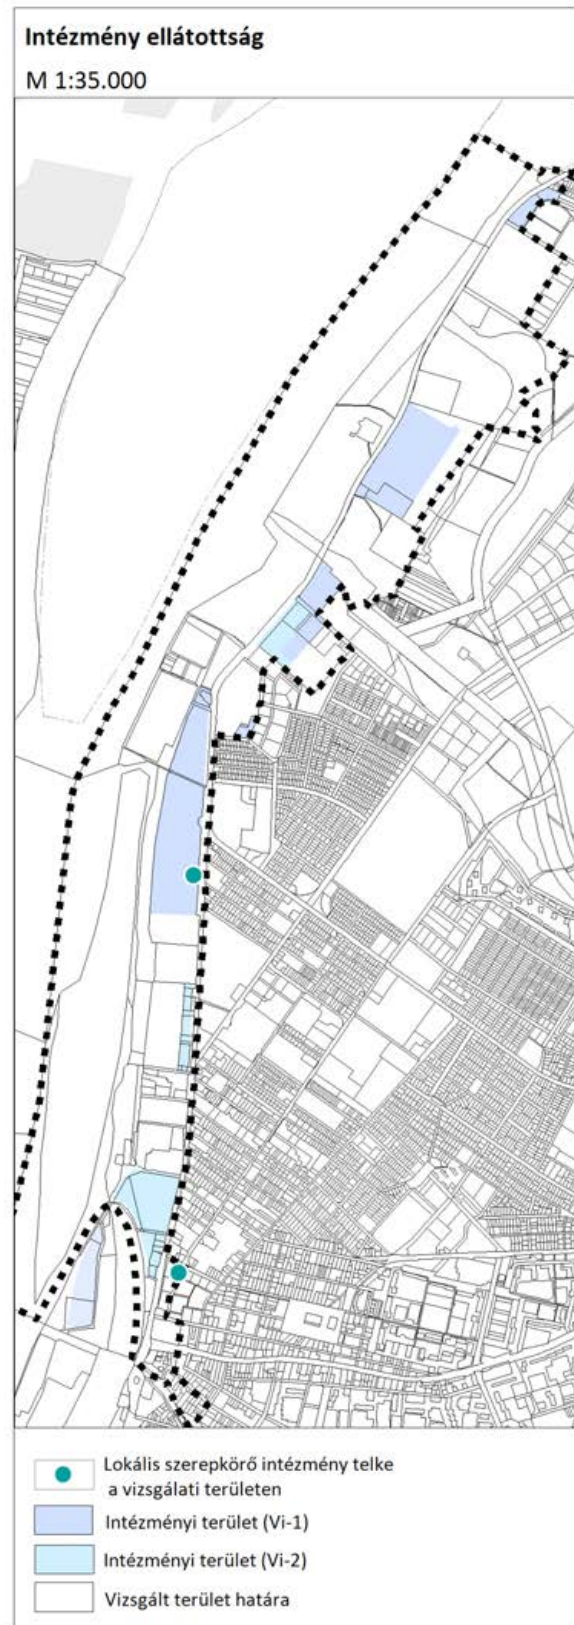 Intézmény ellátottság
M 1:35.000
Lokális szerepkörő intézmény telke
a vizsgálati területen
Intézményi terület (Vi-1)
Intézményi terület (Vi-2)
Vizsgált terület határa